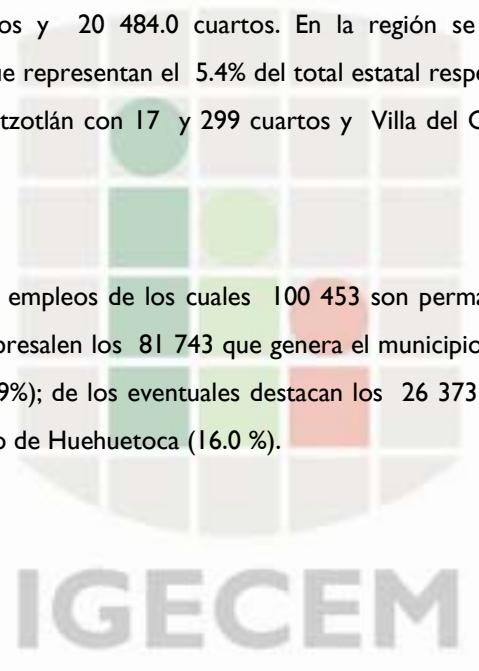 os y 20 484.0 cuartos. En la región se
ue representan el 5.4% del total estatal respe
tzotlán con 17 y 299 cuartos y Villa del C
empleos de los cuales 100 453 son perma
bresalen los 81 743 que genera el municipio
9%); de los eventuales destacan los 26 373
o de Huehuetoca (16.0 %).
IGECEM